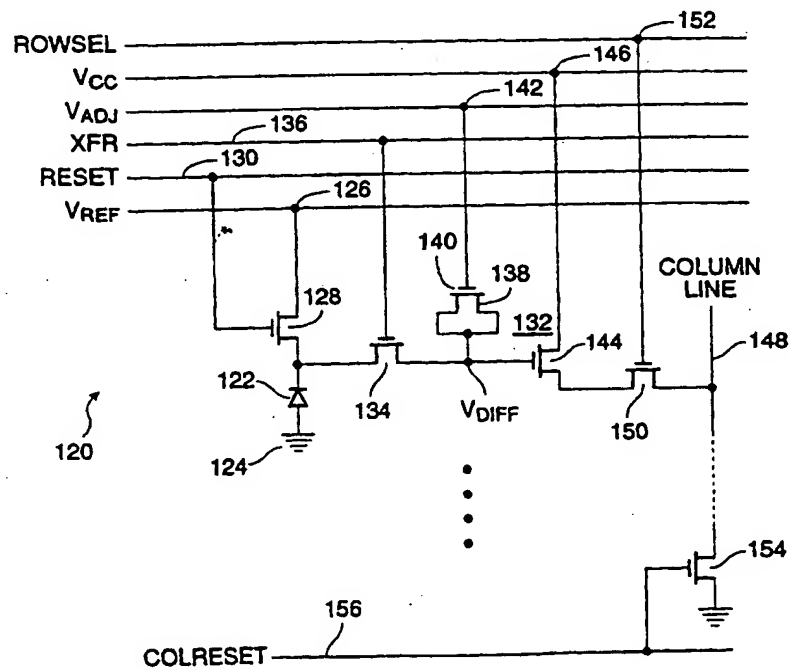 152
ROWSEL
146
VCC
142
VADJ
136
XFR
130
RESET
126
VREF
140
138
COLUMN
LINE
128
132
144
148
122
134
VDIFF
150
120
124
154
156
COLRESET